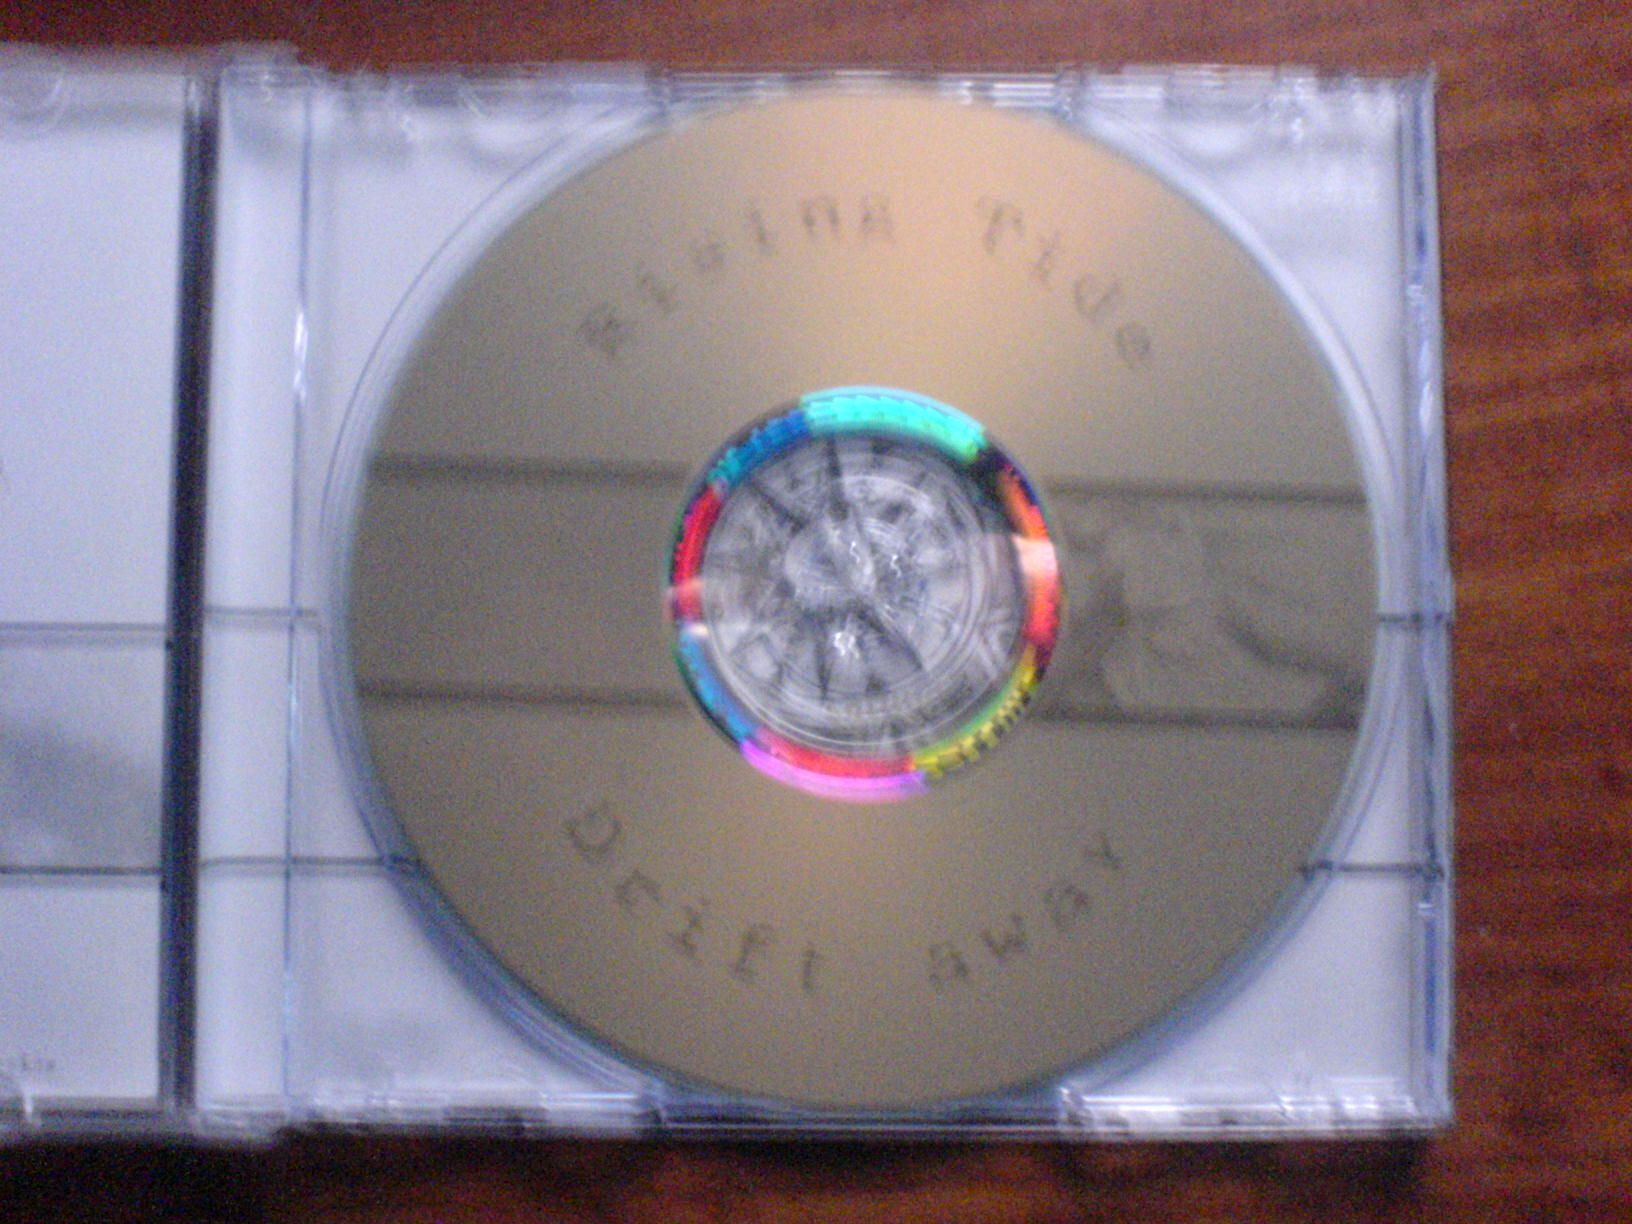 Rising Tide
Drift away